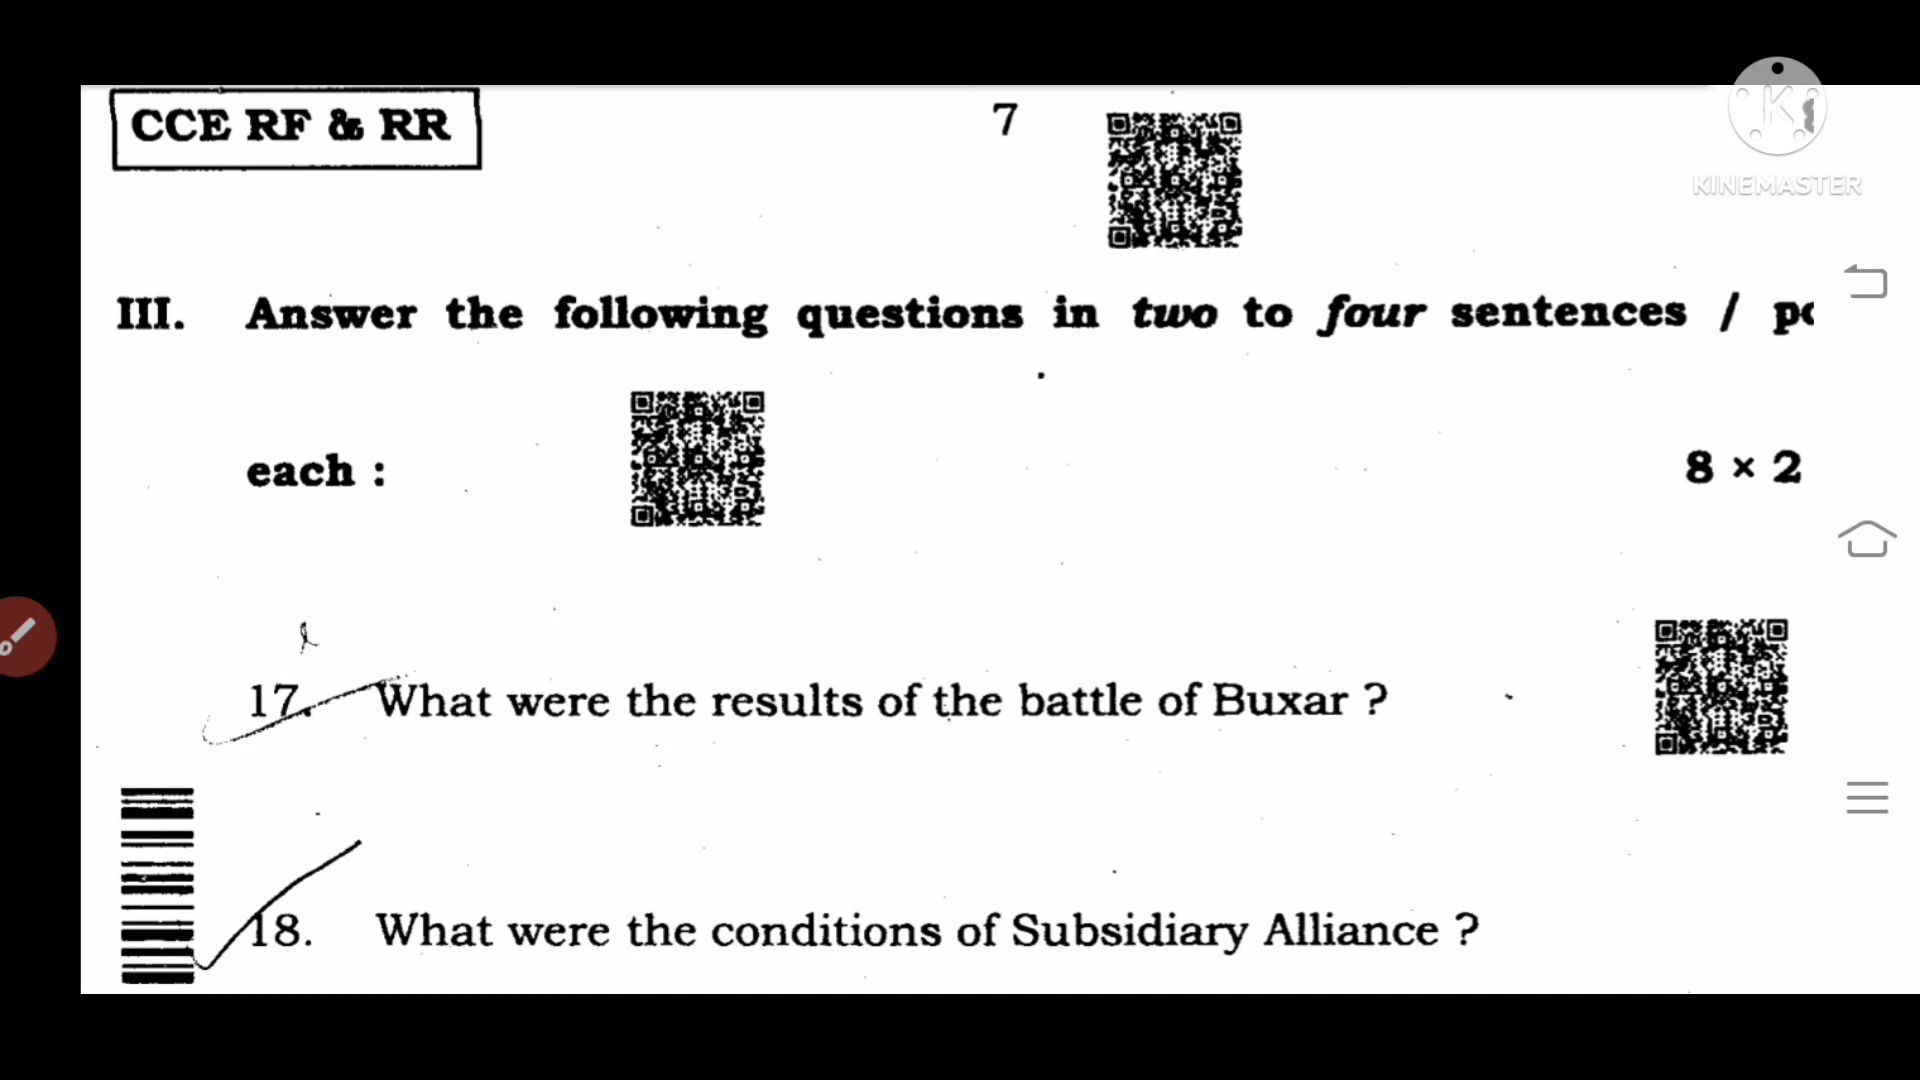 CCE RF & RR
7
KINEMASTER
III. Answer the following questions in two to four sentences /
each :
8 × 2
17. What were the results of the battle of Buxar ?
18. What were the conditions of Subsidiary Alliance ?